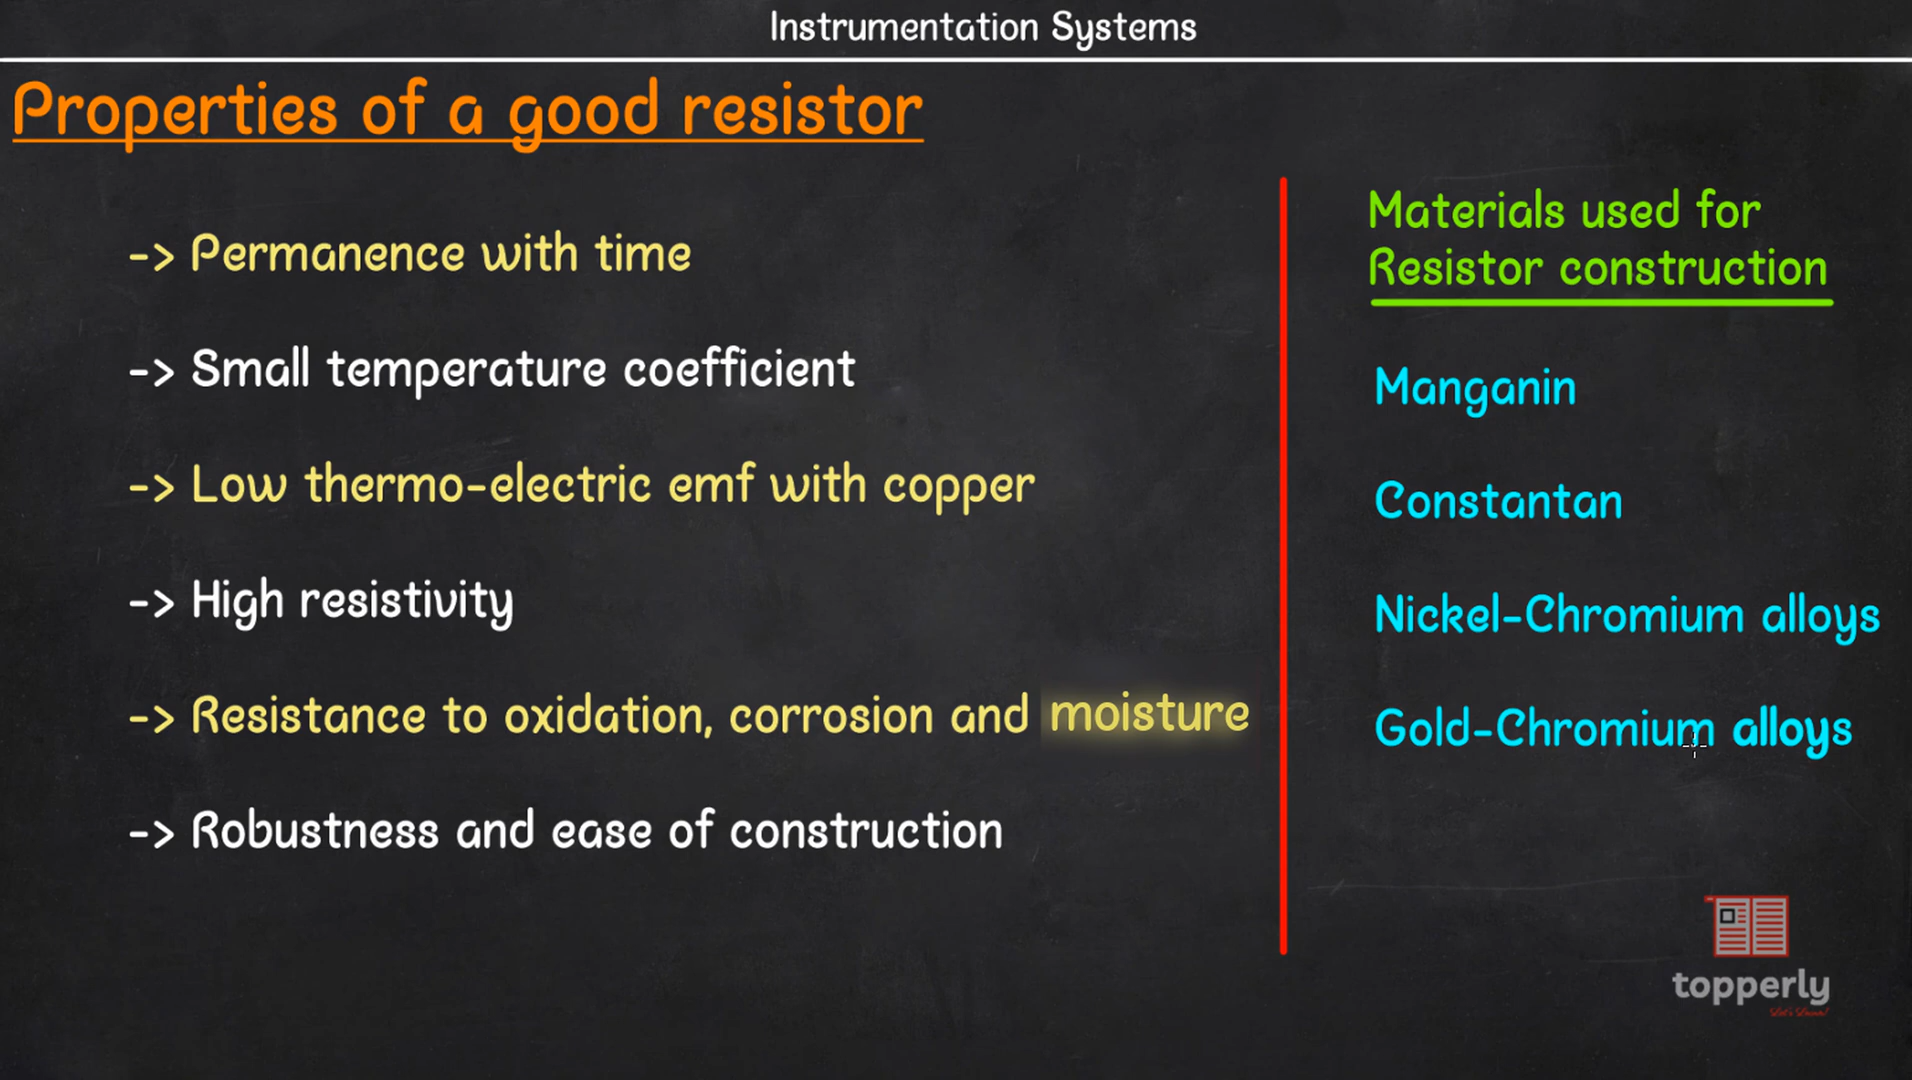 Instrumentation Systems
Properties of a good resistor
-> Permanence with time
-> Small temperature coefficient
-> Low thermo-electric emf with copper
-> High resistivity
-> Resistance to oxidation, corrosion and moisture
-> Robustness and ease of construction
Materials used for
Resistor construction
Manganin
Constantan
Nickel-Chromium alloys
Gold-Chromium alloys
topperly
Let's Learn!